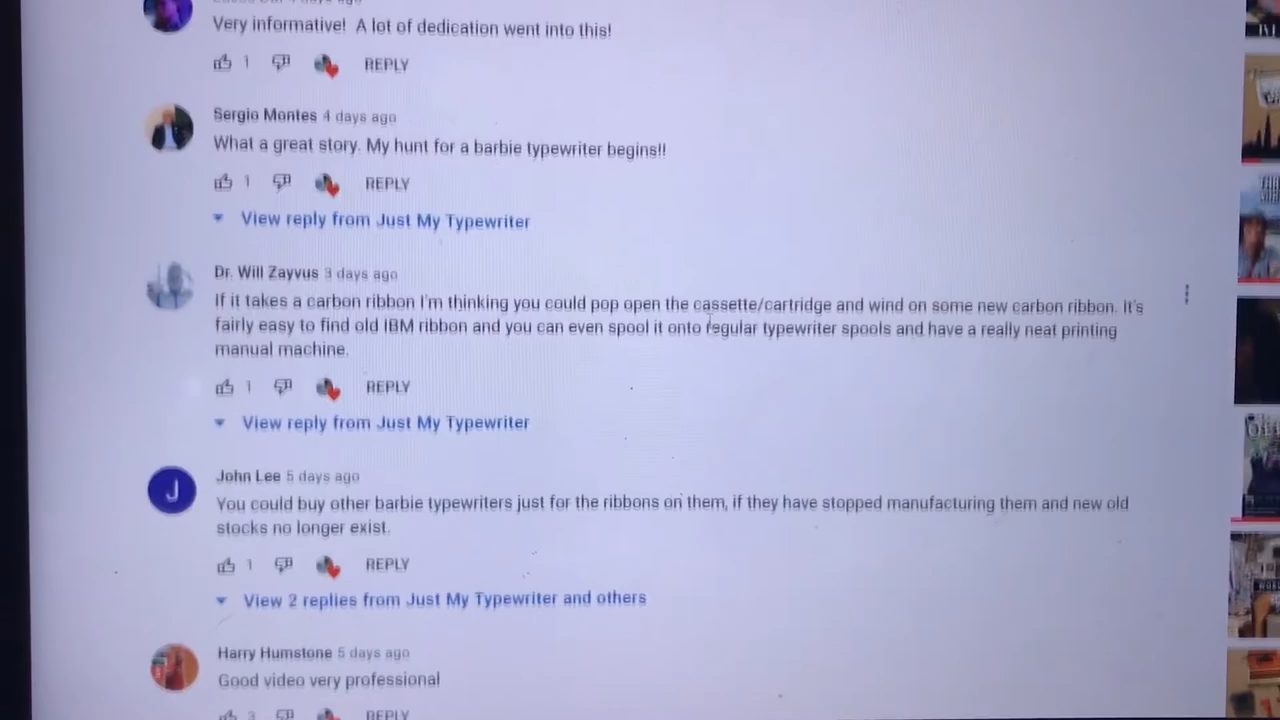 Very informative! A lot of dedication went into this!
1 REPLY
Sergio Montes 4 days ago
What a great story. My hunt for a barbie typewriter begins!!
1 REPLY
View reply from Just My Typewriter
Dr. Will Zayvus 3 days ago
If it takes a carbon ribbon I'm thinking you could pop open the cassette/cartridge and wind on some new carbon ribbon. It's
fairly easy to find old IBM ribbon and you can even spool it onto regular typewriter spools and have a really neat printing
manual machine.
1 REPLY
View reply from Just My Typewriter
J
John Lee 5 days ago
You could buy other barbie typewriters just for the ribbons on them, if they have stopped manufacturing them and new old
stocks no longer exist.
1 REPLY
View 2 replies from Just My Typewriter and others
Harry Humstone 5 days ago
Good video very professional
3 REPLY